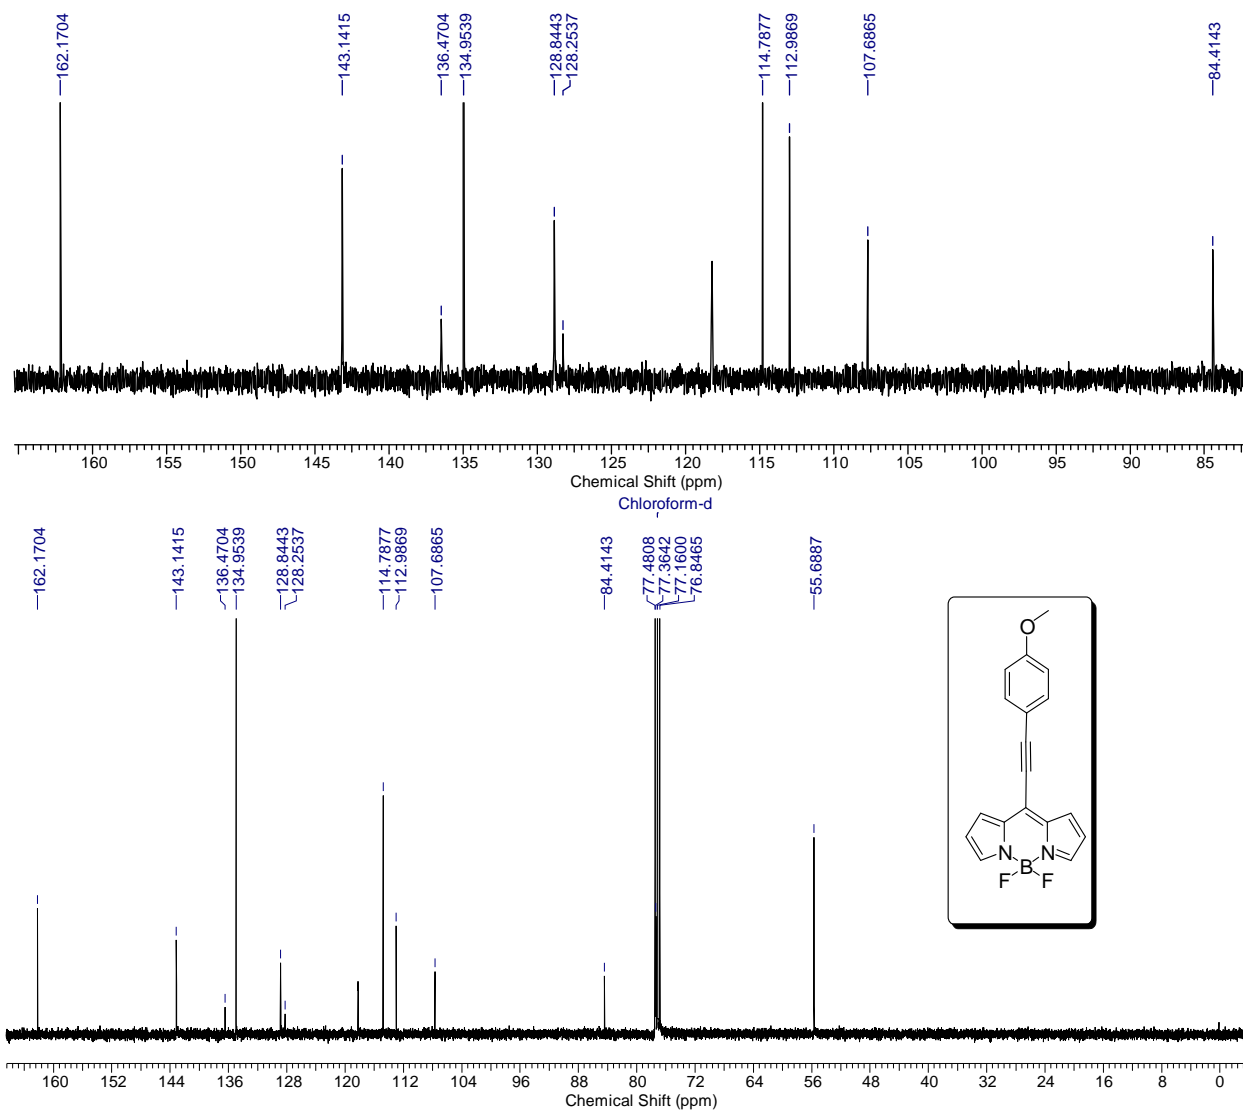 162.1704
143.1415
136.4704
134.9539
128.8443
128.2537
114.7877
112.9869
107.6865
84.4143
160 155 150 145 140 135 130 125 120 115 110 105 100 95 90 85
Chemical Shift (ppm)
Chloroform-d
162.1704
143.1415
136.4704
134.9539
128.8443
128.2537
114.7877
112.9869
107.6865
84.4143
77.4808
77.3642
77.1600
76.8465
55.6887
O
N N
B
F F
160 152 144 136 128 120 112 104 96 88 80 72 64 56 48 40 32 24 16 8 0
Chemical Shift (ppm)